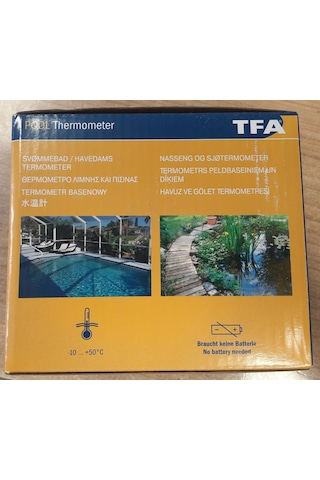 POOL Thermometer
TFA
SVØMMEBAD / HAVEDAMS
TERMOMETER
ΘΕΡΜΟΜΕΤΡΟ ΛΙΜΝΗΣ ΚΑΙ ΠΙΣΙΝΑΣ
TERMOMETR BASENOWY
水温計
NASSENG OG SJØTERMOMETER
TERMOMETRS PELDBASEINIEM UN
DĪĶIEM
HAVUZ VE GÖLET TERMOMETRESİ
-10 ... +50°C
Braucht keine Batterie
No battery needed